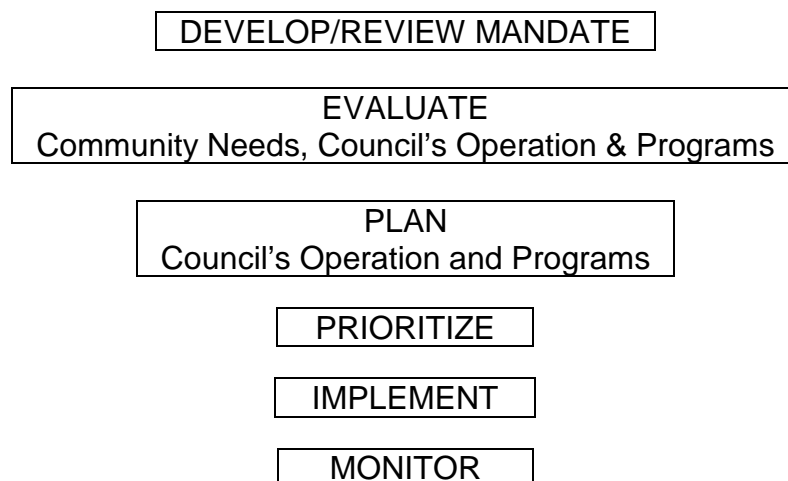 DEVELOP/REVIEW MANDATE
EVALUATE
Community Needs, Council’s Operation & Programs
PLAN
Council’s Operation and Programs
PRIORITIZE
IMPLEMENT
MONITOR